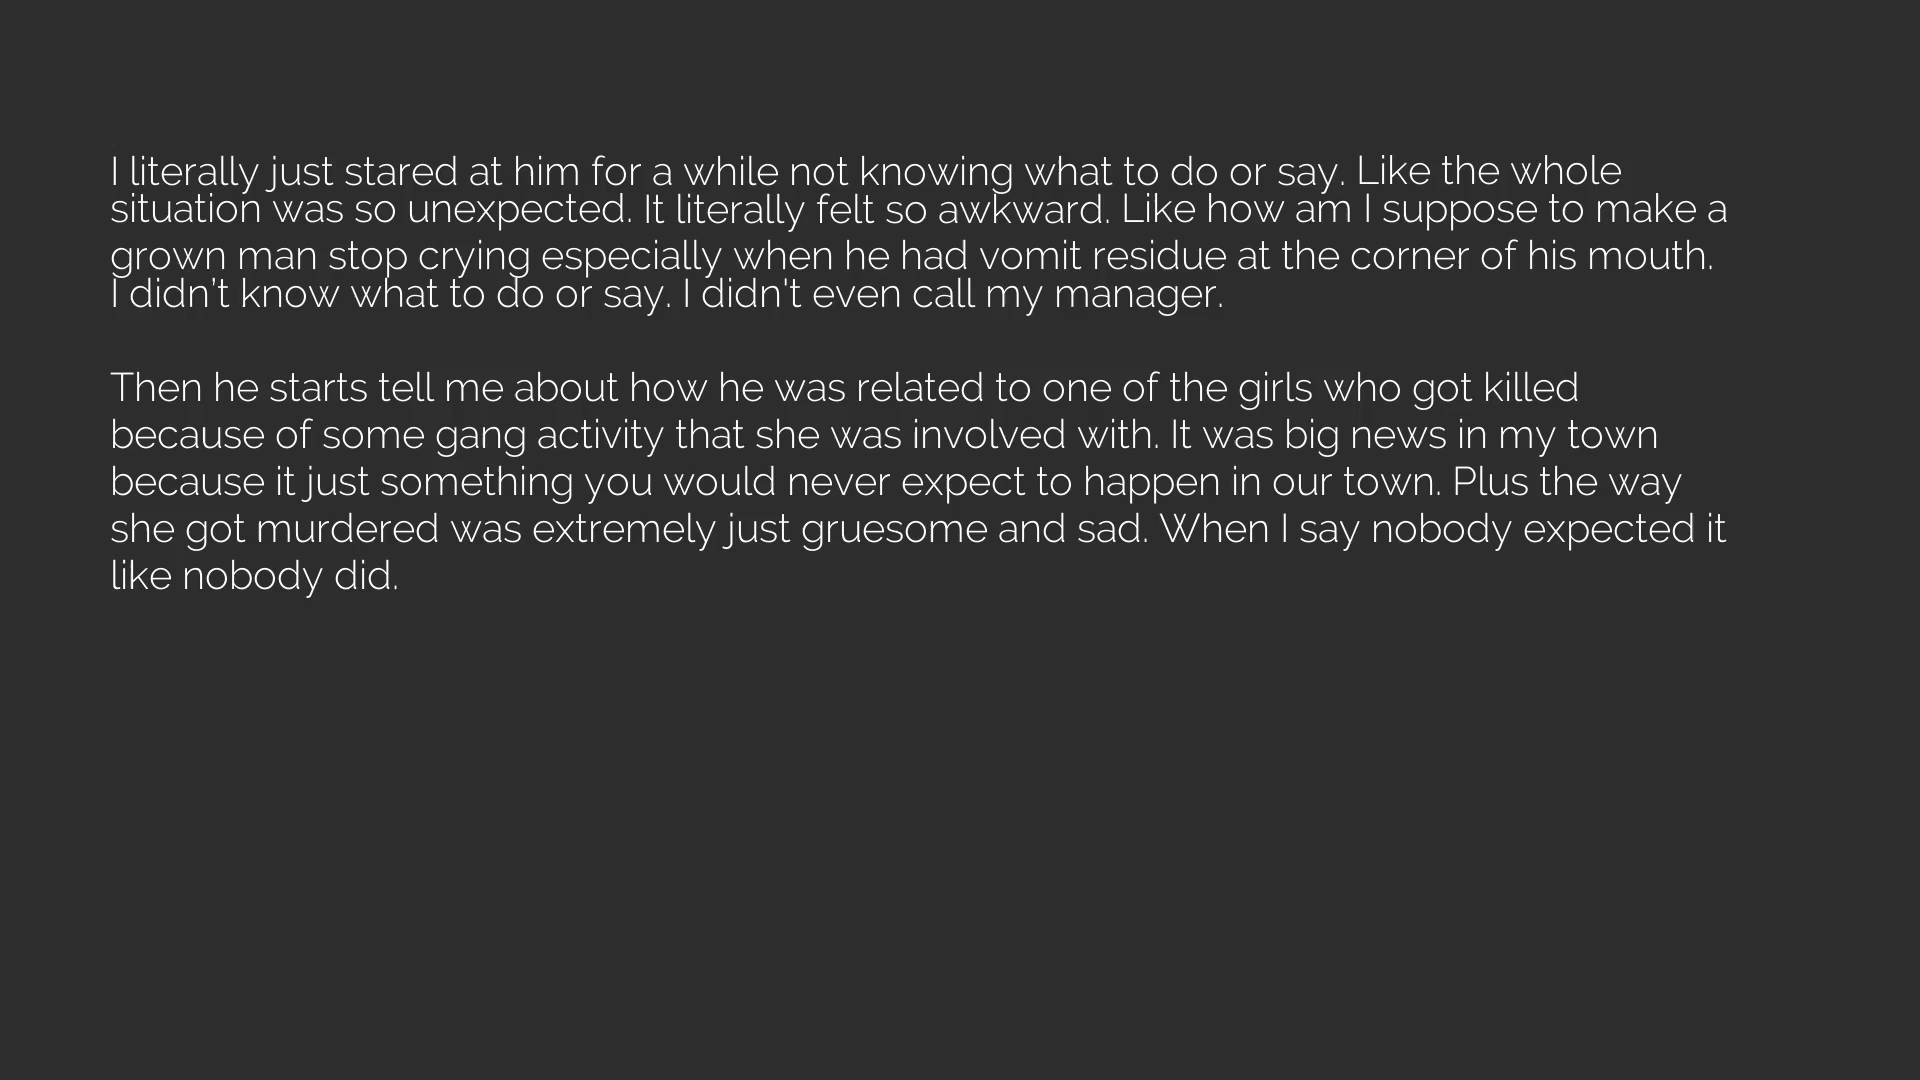 I literally just stared at him for a while not knowing what to do or say. Like the whole
situation was so unexpected. It literally felt so awkward. Like how am I suppose to make a
grown man stop crying especially when he had vomit residue at the corner of his mouth.
I didn’t know what to do or say. I didn't even call my manager.
Then he starts tell me about how he was related to one of the girls who got killed
because of some gang activity that she was involved with. It was big news in my town
because it just something you would never expect to happen in our town. Plus the way
she got murdered was extremely just gruesome and sad. When I say nobody expected it
like nobody did.